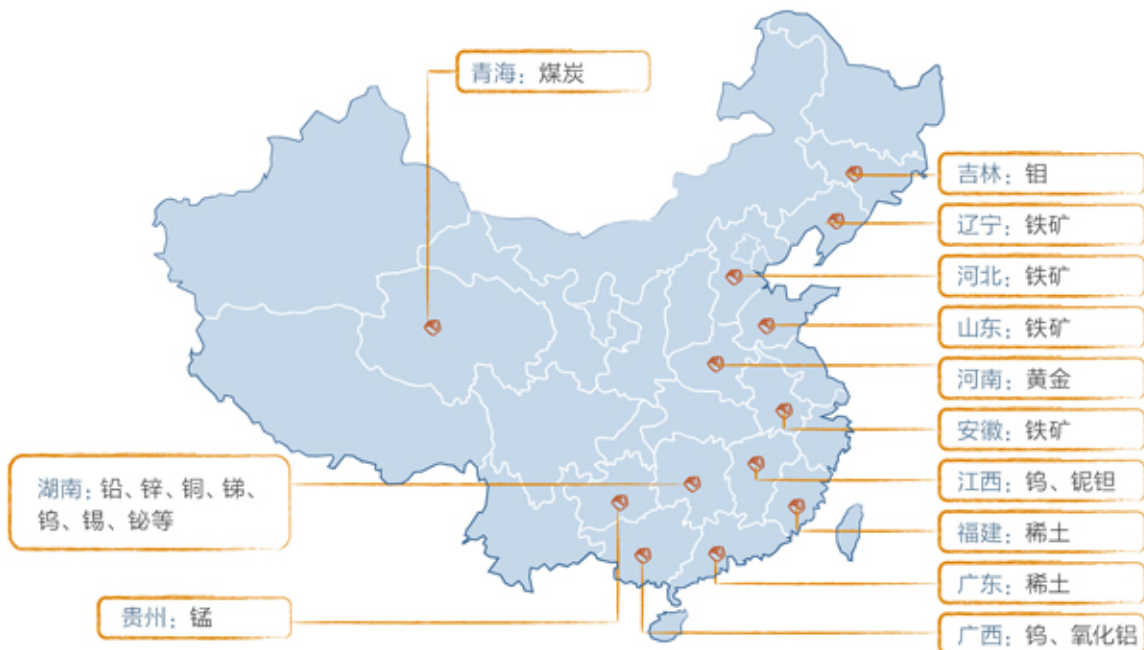 青海：煤炭
吉林：钼
辽宁：铁矿
河北：铁矿
山东：铁矿
河南：黄金
安徽：铁矿
江西：钨、铌钽
福建：稀土
广东：稀土
广西：钨、氧化铝
湖南：铅、锌、铜、锑、
钨、锡、铋等
贵州：锰